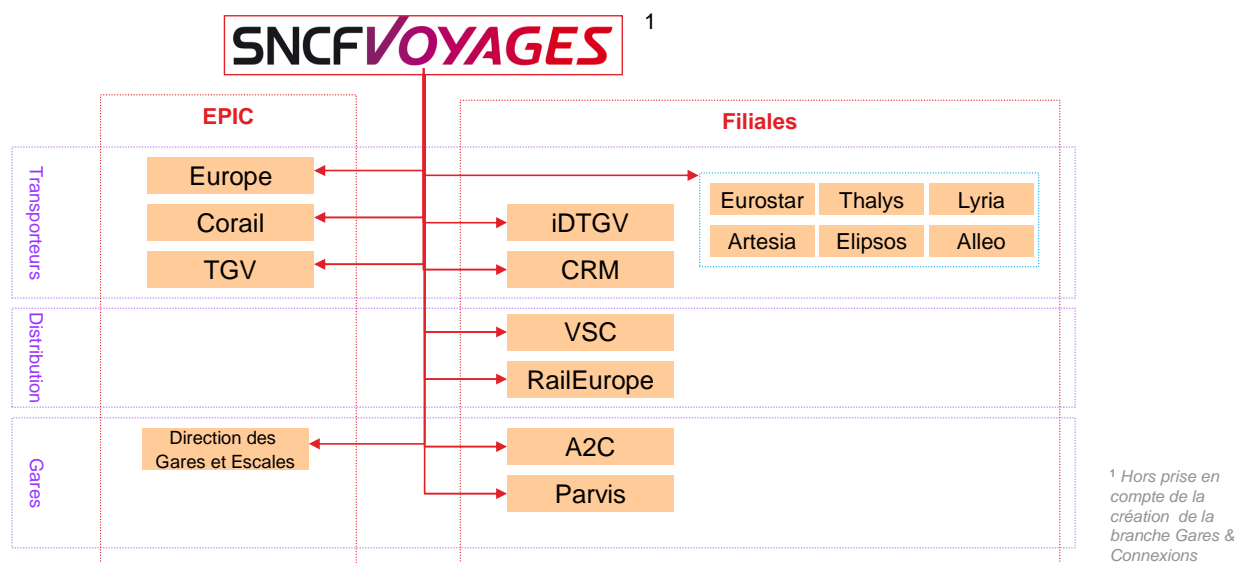 SNCFVOYAGES 1
EPIC
Filiales
Transporteurs
Europe
Corail
TGV
iDTGV
CRM
Eurostar
Thalys
Lyria
Artesia
Elipsos
Alleo
Distribution
VSC
RailEurope
Gares
Direction des
Gares et Escales
A2C
Parvis
¹ Hors prise en
compte de la
création de la
branche Gares &
Connexions